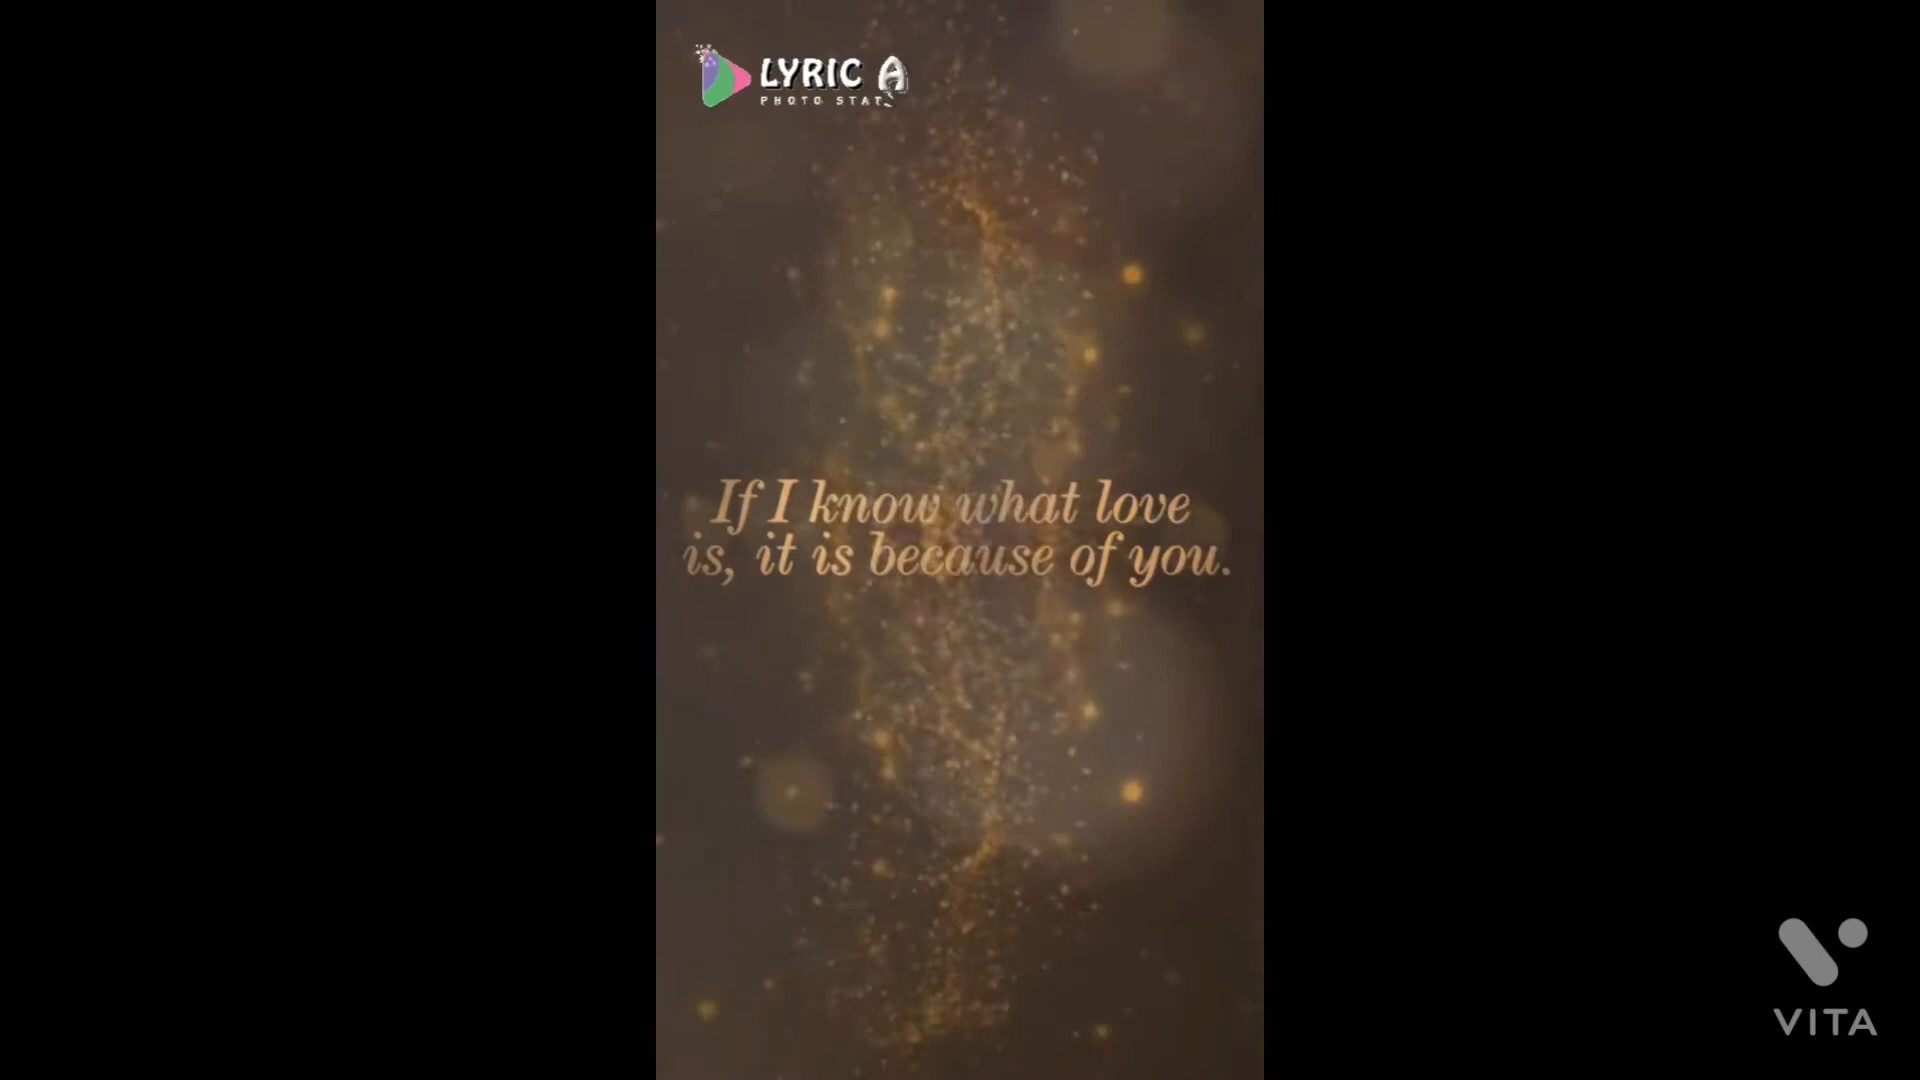 LYRIC A
PHOTO STAT
If I know what love
is, it is because of you.
VITA